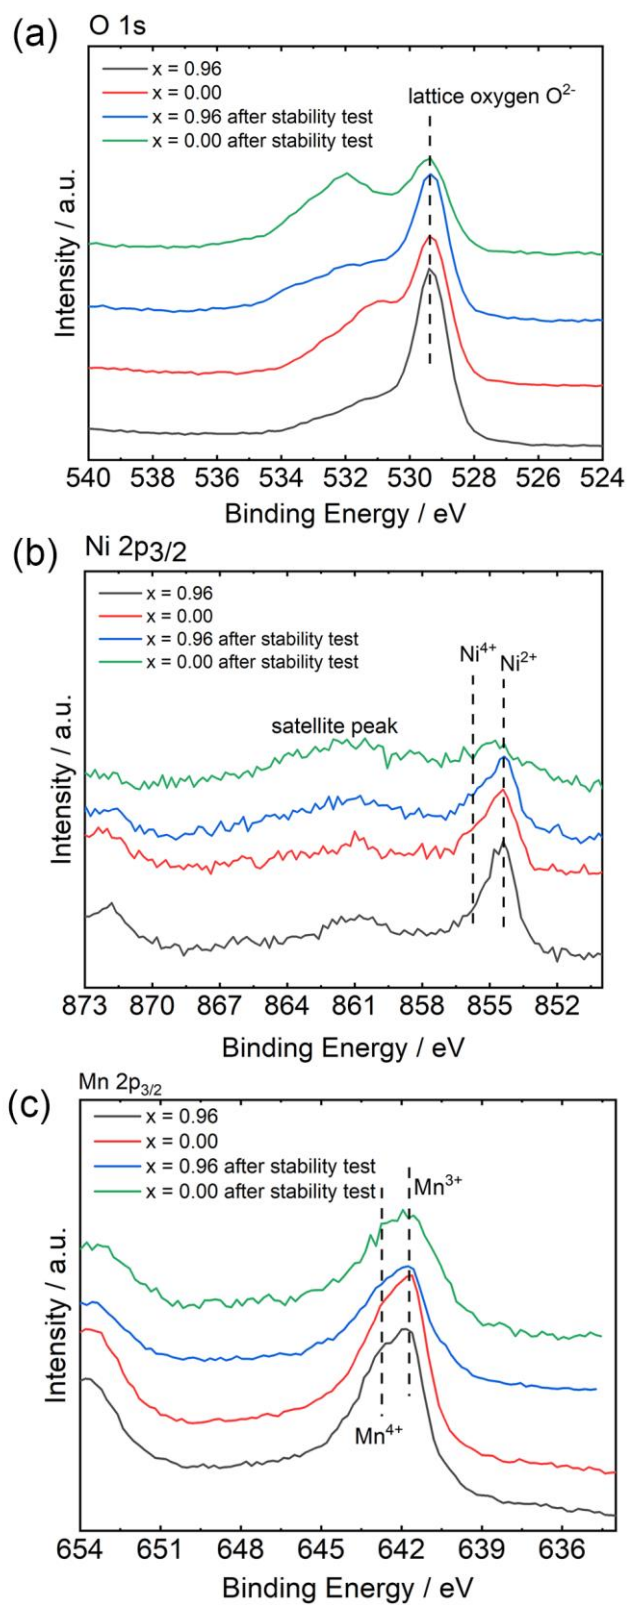 (a) O 1s
x = 0.96
x = 0.00
x = 0.96 after stability test
x = 0.00 after stability test
lattice oxygen O²⁻
Intensity / a.u.
540 538 536 534 532 530 528 526 524
Binding Energy / eV
(b) Ni 2p3/2
x = 0.96
x = 0.00
x = 0.96 after stability test
x = 0.00 after stability test
Ni⁴⁺
Ni²⁺
satellite peak
Intensity / a.u.
873 870 867 864 861 858 855 852
Binding Energy / eV
(c) Mn 2p3/2
x = 0.96
x = 0.00
x = 0.96 after stability test
x = 0.00 after stability test
Mn³⁺
Mn⁴⁺
Intensity / a.u.
654 651 648 645 642 639 636
Binding Energy / eV